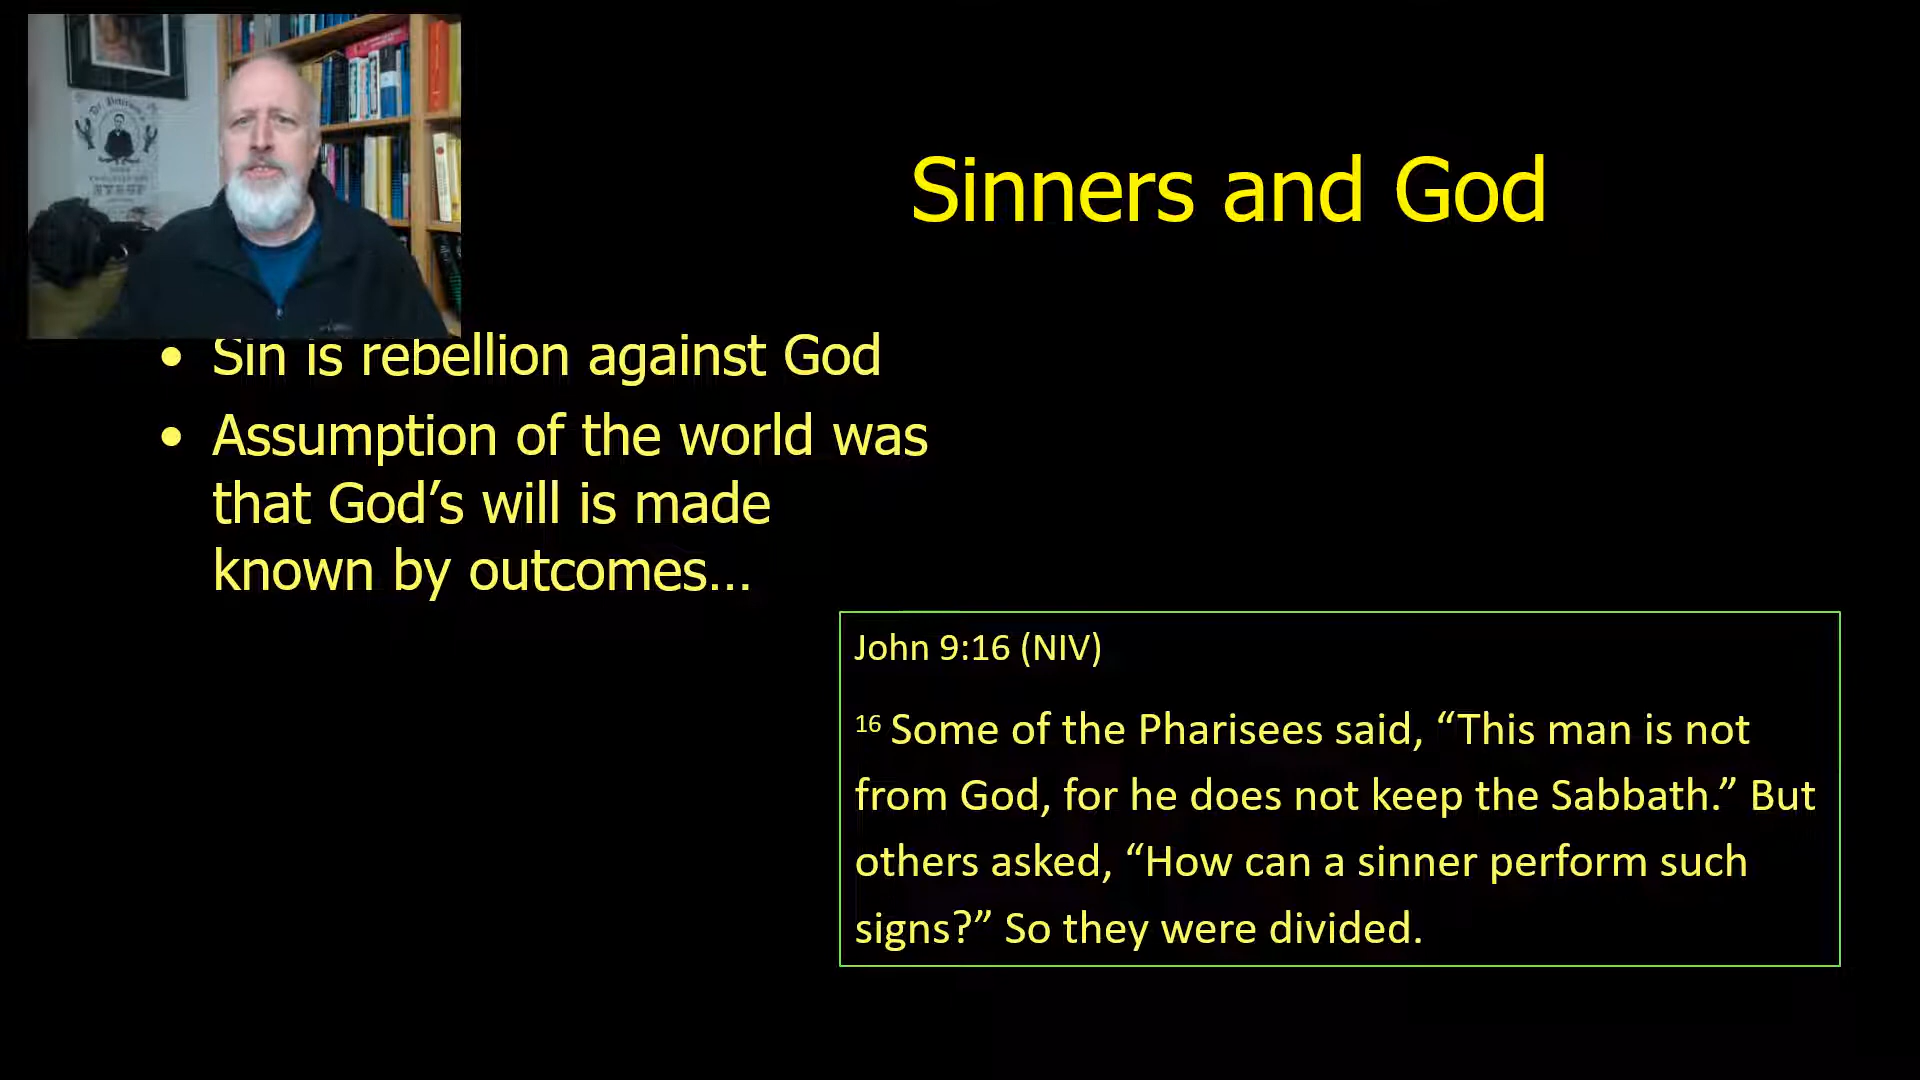 Dr. Peterson's
Sinners and God
• Sin is rebellion against God
• Assumption of the world was
that God’s will is made
known by outcomes…
John 9:16 (NIV)
16 Some of the Pharisees said, “This man is not
from God, for he does not keep the Sabbath.” But
others asked, “How can a sinner perform such
signs?” So they were divided.